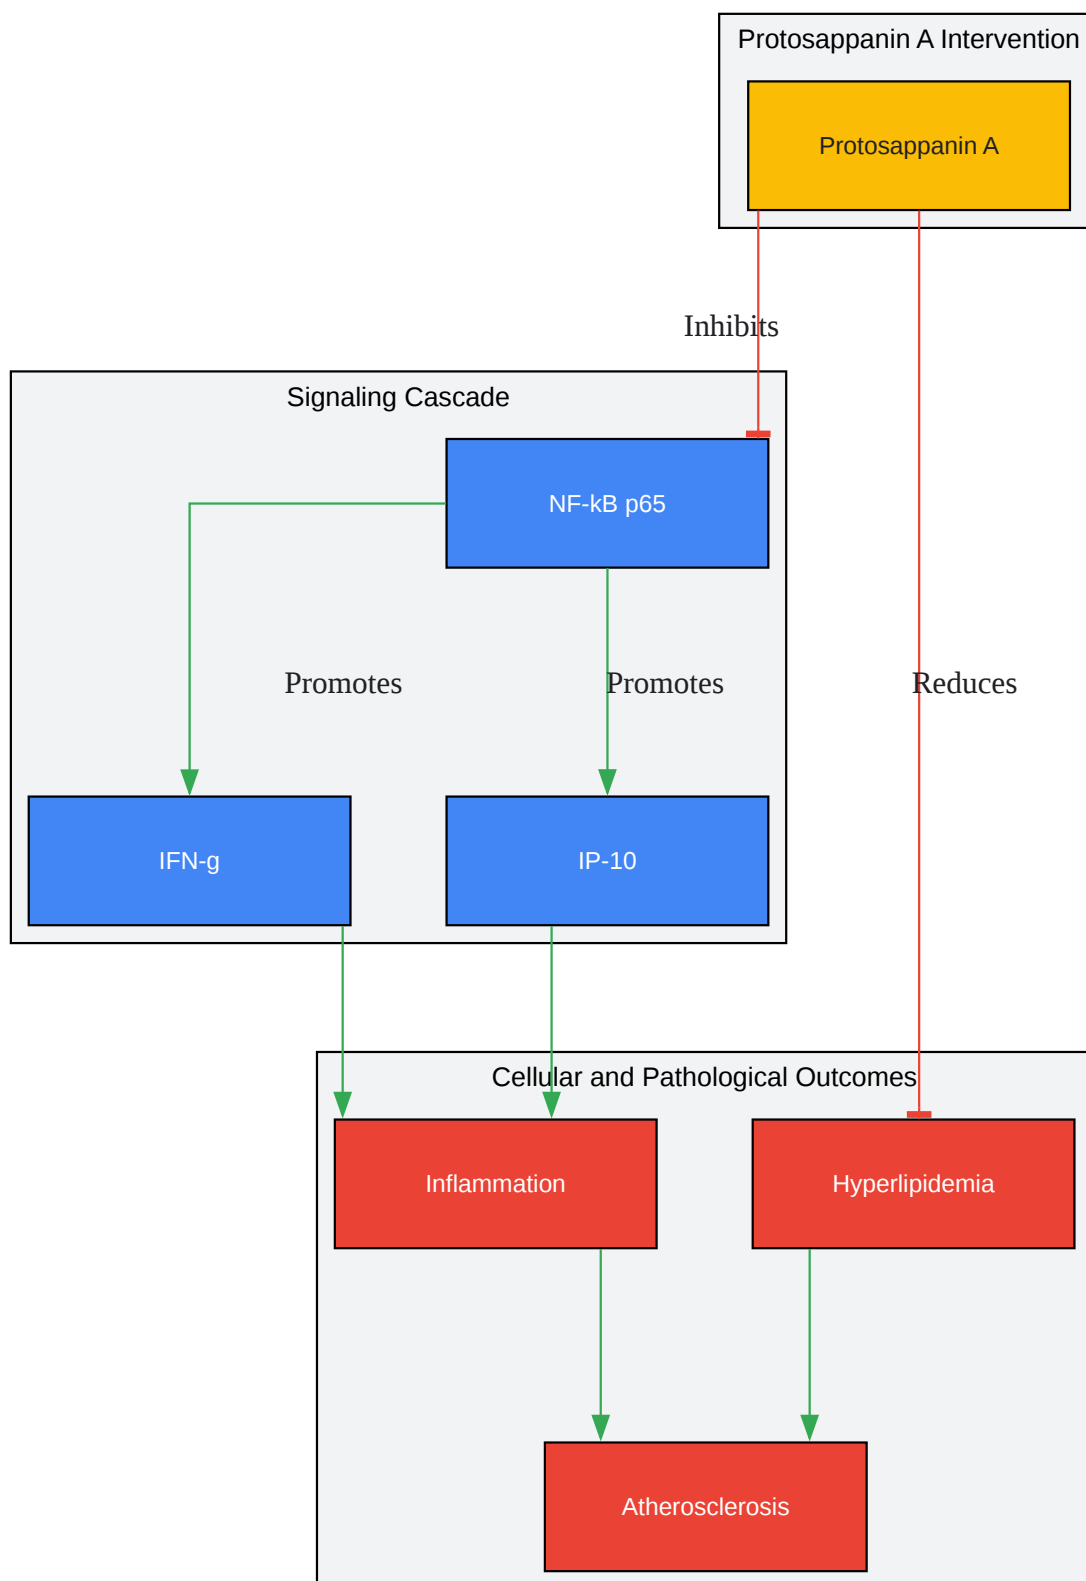 Protosappanin A Intervention
Protosappanin A
Inhibits
Signaling Cascade
NF-kB p65
Promotes
Promotes
Reduces
IFN-g
IP-10
Cellular and Pathological Outcomes
Inflammation
Hyperlipidemia
Atherosclerosis